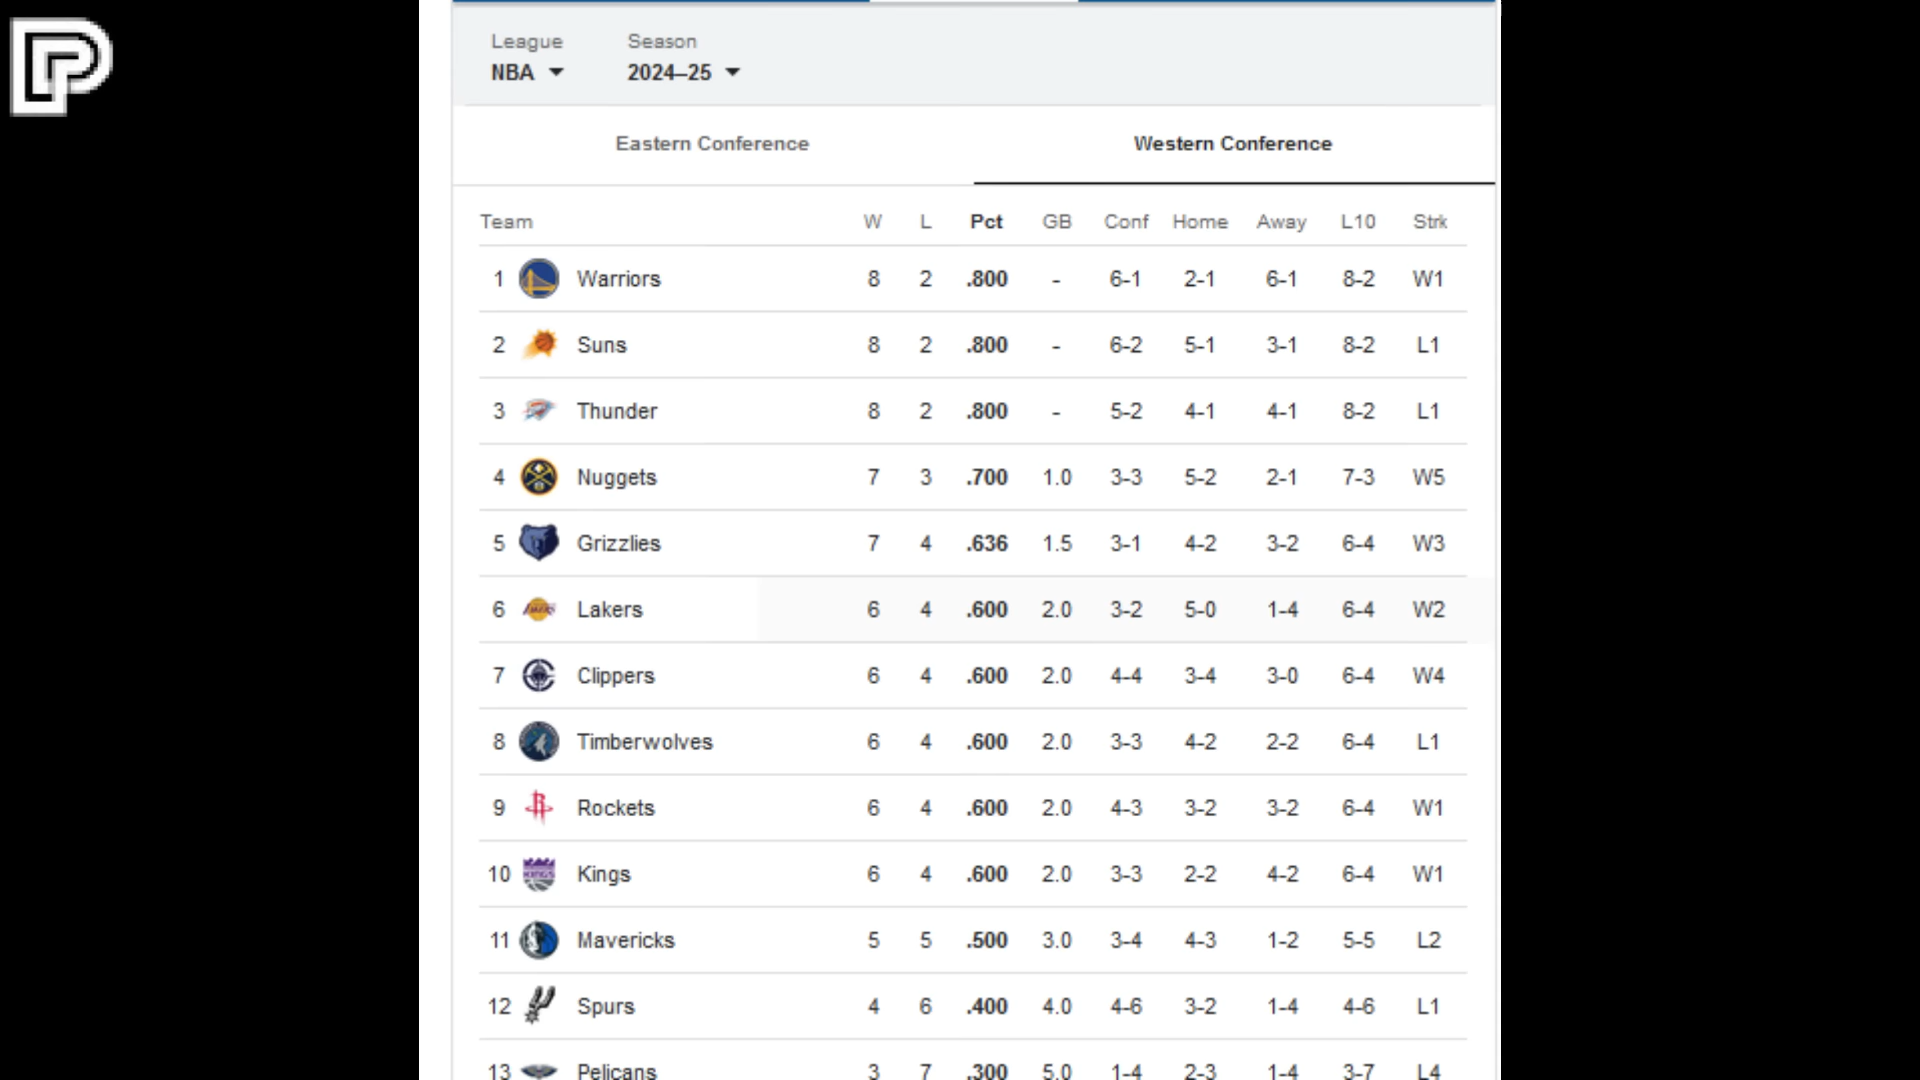 League Season
NBA 2024–25
Eastern Conference Western Conference
Team W L Pct GB Conf Home Away L10 Strk
1 Warriors 8 2 .800 - 6-1 2-1 6-1 8-2 W1
2 Suns 8 2 .800 - 6-2 5-1 3-1 8-2 L1
3 Thunder 8 2 .800 - 5-2 4-1 4-1 8-2 L1
4 Nuggets 7 3 .700 1.0 3-3 5-2 2-1 7-3 W5
5 Grizzlies 7 4 .636 1.5 3-1 4-2 3-2 6-4 W3
6 Lakers 6 4 .600 2.0 3-2 5-0 1-4 6-4 W2
7 Clippers 6 4 .600 2.0 4-4 3-4 3-0 6-4 W4
8 Timberwolves 6 4 .600 2.0 3-3 4-2 2-2 6-4 L1
9 Rockets 6 4 .600 2.0 4-3 3-2 3-2 6-4 W1
10 Kings 6 4 .600 2.0 3-3 2-2 4-2 6-4 W1
11 Mavericks 5 5 .500 3.0 3-4 4-3 1-2 5-5 L2
12 Spurs 4 6 .400 4.0 4-6 3-2 1-4 4-6 L1
13 Pelicans 3 7 .300 5.0 1-4 2-3 1-4 3-7 L4